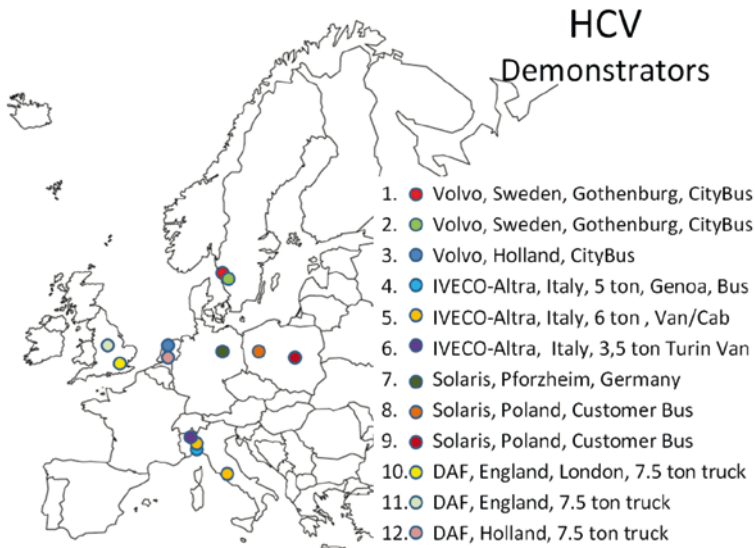 HCV
Demonstrators
1. Volvo, Sweden, Gothenburg, CityBus
2. Volvo, Sweden, Gothenburg, CityBus
3. Volvo, Holland, CityBus
4. IVECO-Altra, Italy, 5 ton, Genoa, Bus
5. IVECO-Altra, Italy, 6 ton , Van/Cab
6. IVECO-Altra, Italy, 3,5 ton Turin Van
7. Solaris, Pforzheim, Germany
8. Solaris, Poland, Customer Bus
9. Solaris, Poland, Customer Bus
10. DAF, England, London, 7.5 ton truck
11. DAF, England, 7.5 ton truck
12. DAF, Holland, 7.5 ton truck